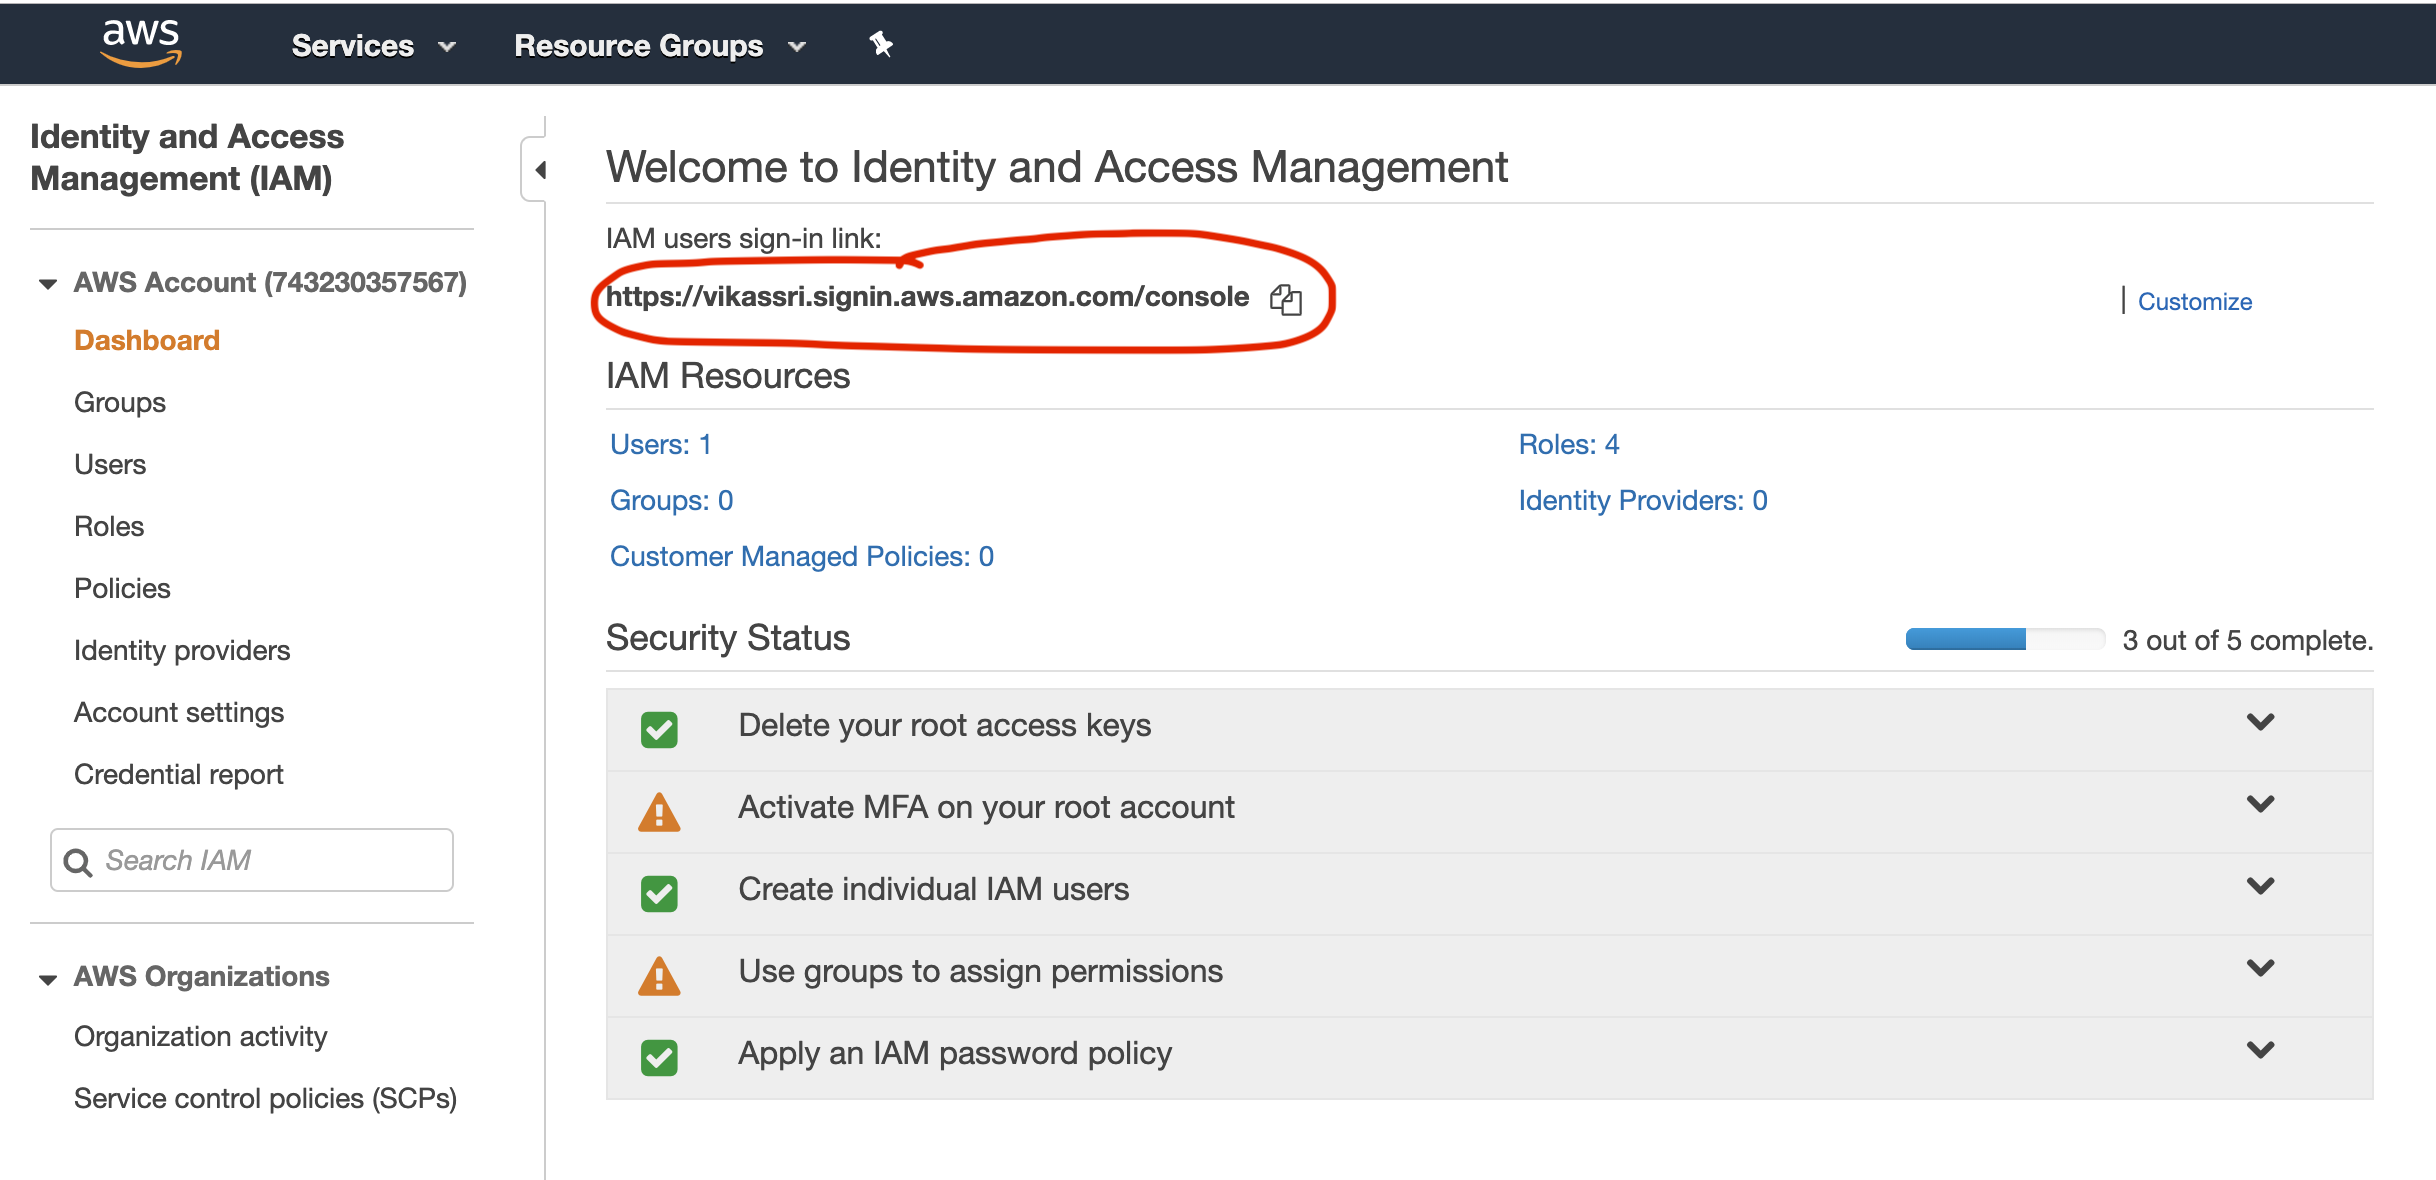 aws
Services
Resource Groups
Identity and Access
Management (IAM)
AWS Account (743230357567)
Dashboard
Groups
Users
Roles
Policies
Identity providers
Account settings
Credential report
Search IAM
AWS Organizations
Organization activity
Service control policies (SCPs)
Welcome to Identity and Access Management
IAM users sign-in link:
https://vikassri.signin.aws.amazon.com/console
Customize
IAM Resources
Users: 1
Roles: 4
Groups: 0
Identity Providers: 0
Customer Managed Policies: 0
Security Status
3 out of 5 complete.
Delete your root access keys
Activate MFA on your root account
Create individual IAM users
Use groups to assign permissions
Apply an IAM password policy